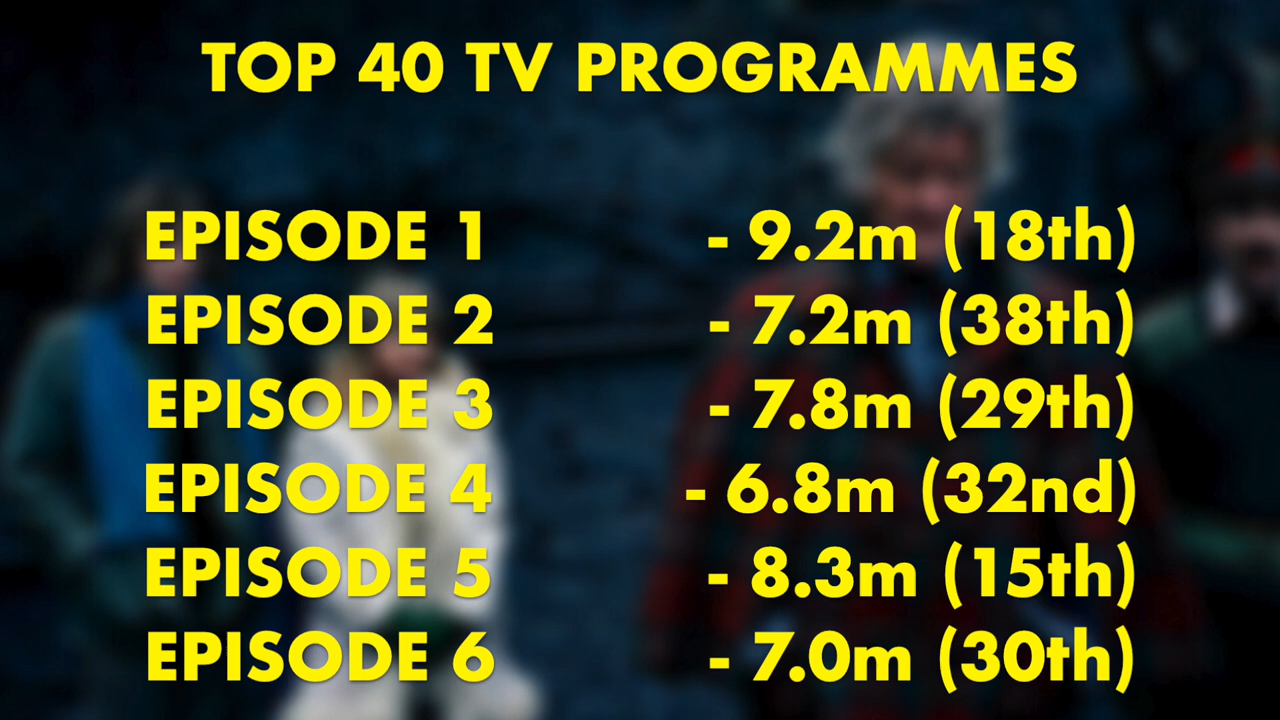 TOP 40 TV PROGRAMMES
EPISODE 1 - 9.2m (18th)
EPISODE 2 - 7.2m (38th)
EPISODE 3 - 7.8m (29th)
EPISODE 4 - 6.8m (32nd)
EPISODE 5 - 8.3m (15th)
EPISODE 6 - 7.0m (30th)